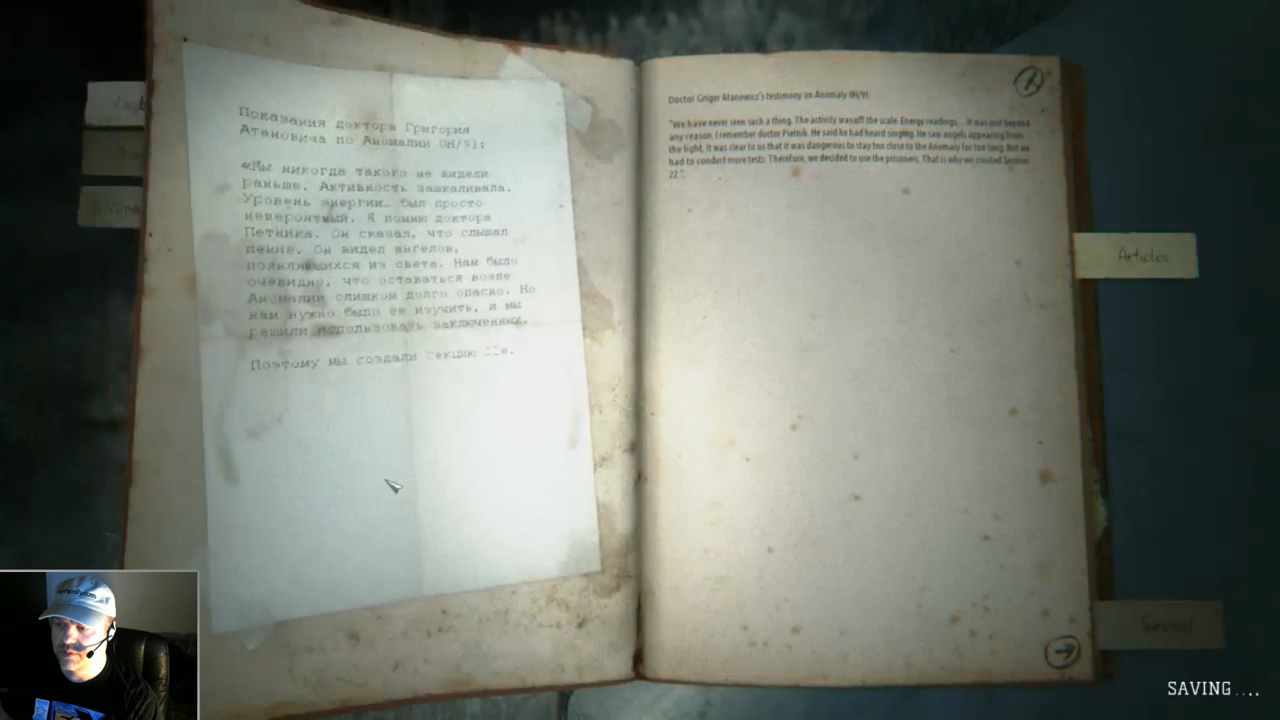 Показания доктора Григория
Атановича по Аномалии OH/91:
«Мы никогда такого не видели
раньше. Активность зашкаливала.
Уровень энергии… был просто
невероятный. Я помню доктора
Петника. Он сказал, что слышал
пение. Он видел ангелов,
появляющихся из света. Нам было
очевидно, что оставаться возле
Аномалии слишком долго опасно. Но
нам нужно было ее изучить, и мы
решили использовать заключенных.
Поэтому мы создали секцию 22».
Doctor Grigor Atanewicz's testimony on Anomaly OH/91
"We have never seen such a thing. The activity was off the scale. Energy readings... It was just beyond
any reason. I remember doctor Pietnik. He said he had heard singing. He saw angels appearing from
the light. It was clear to us that it was dangerous to stay too close to the Anomaly for too long. But we
had to conduct more tests. Therefore, we decided to use the prisoners. That is why we created Section
22.".
Articles
Survival
SAVING....